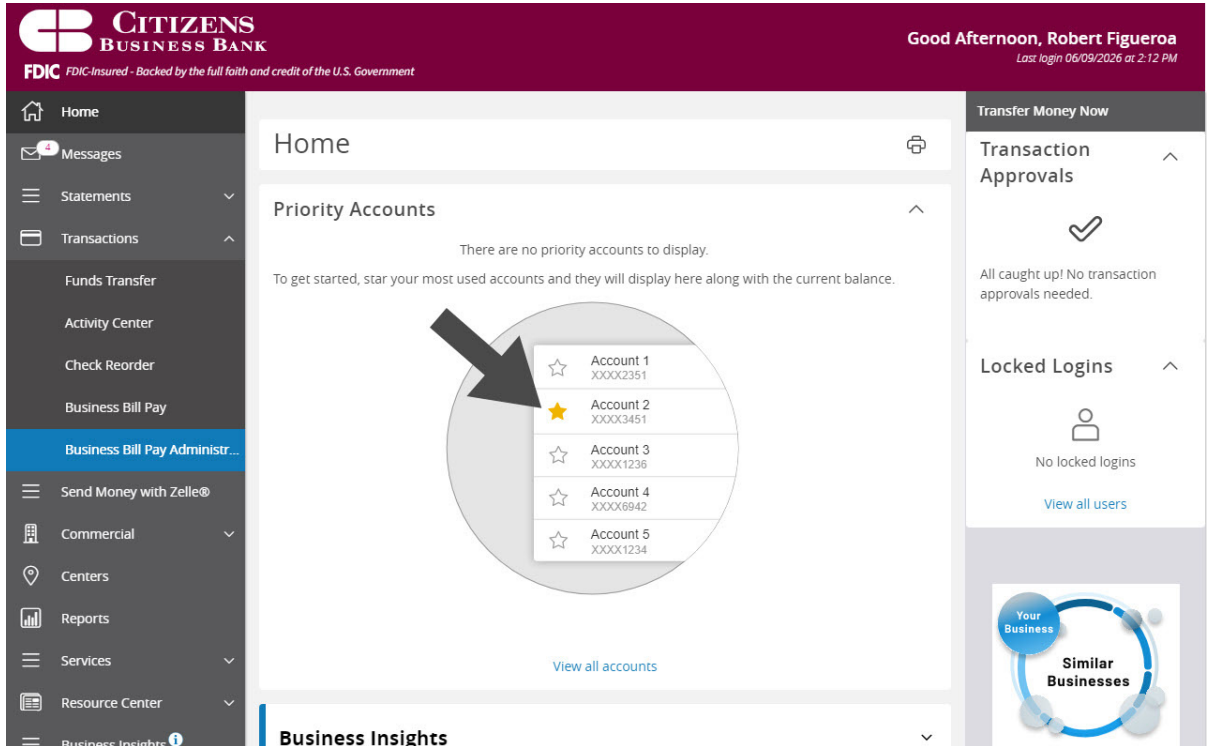 CITIZENS
BUSINESS BANK
FDIC FDIC-Insured - Backed by the full faith and credit of the U.S. Government
Good Afternoon, Robert Figueroa
Last login 06/09/2026 at 2:12 PM
Home
4
Messages
Statements
Transactions
Funds Transfer
Activity Center
Check Reorder
Business Bill Pay
Business Bill Pay Administr...
Send Money with Zelle®
Commercial
Centers
Reports
Services
Resource Center
Business Insights
Home
Priority Accounts
There are no priority accounts to display.
To get started, star your most used accounts and they will display here along with the current balance.
Account 1
XXXX2351
Account 2
XXXX3451
Account 3
XXXX1236
Account 4
XXXX6942
Account 5
XXXX1234
View all accounts
Business Insights
Transfer Money Now
Transaction
Approvals
All caught up! No transaction
approvals needed.
Locked Logins
No locked logins
View all users
Your
Business
Similar
Businesses